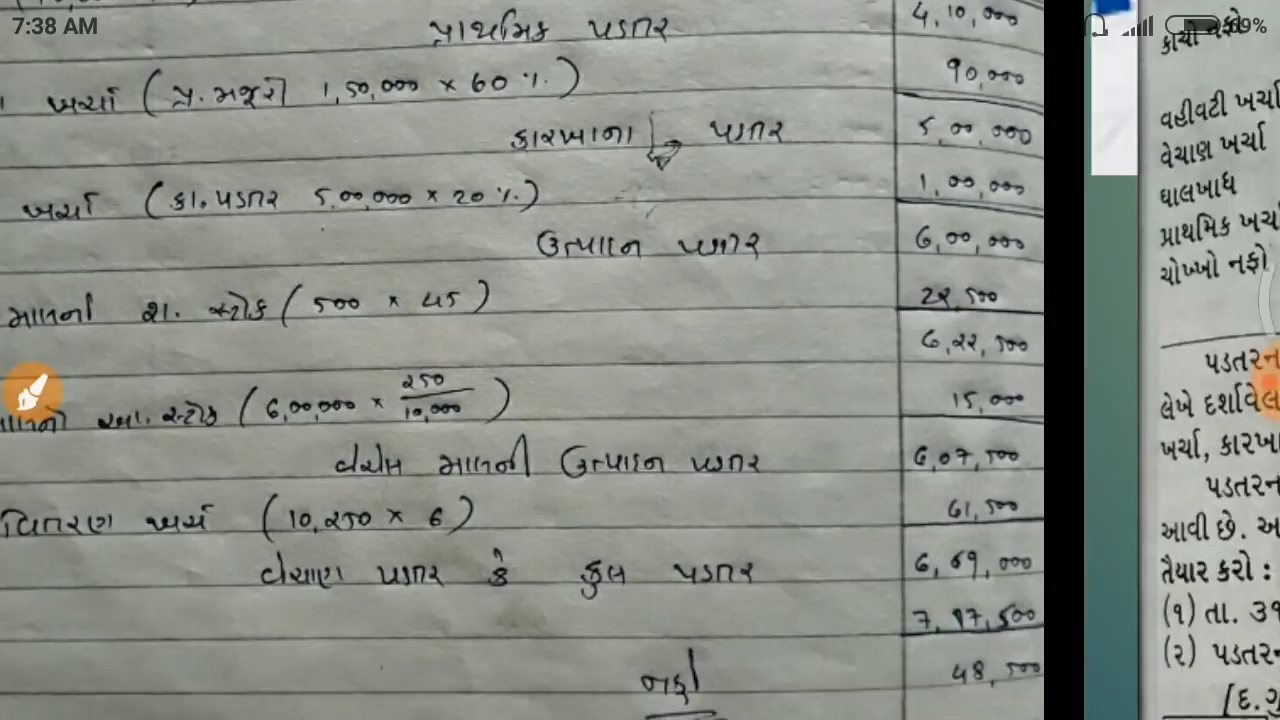 7:38 AM
69%
પ્રાથમિક પડતર 4,10,000
ખર્ચા (પ્ર. મજૂરી 1,50,000 × 60 %.) 90,000
કારખાના પડતર 5,00,000
ખર્ચા (કા. પડતર 5,00,000 × 20 %.) 1,00,000
ઉત્પાદન પડતર 6,00,000
માલનો શ. સ્ટોક (500 × 45) 22,500
6,22,500
આ. સ્ટોક (6,00,000 × 250/10,000) 15,000
વેચેલ માલની ઉત્પાદન પડતર 6,07,500
વિતરણ ખર્ચ (10,250 × 6) 61,500
વેચાણ પડતર કે કુલ પડતર 6,69,000
7,17,500
નફો 48,500
કાચો નફો
વહીવટી ખર્ચા
વેચાણ ખર્ચા
ઘાલખાધ
પ્રાથમિક ખર્ચ
ચોખ્ખો નફો
પડતરન
લેખે દર્શાવેલ
ખર્ચા, કારખા
પડતરન
આવી છે. આ
તૈયાર કરો :
(૧) તા. ૩૧
(૨) પડતરન
[દ.ગુ